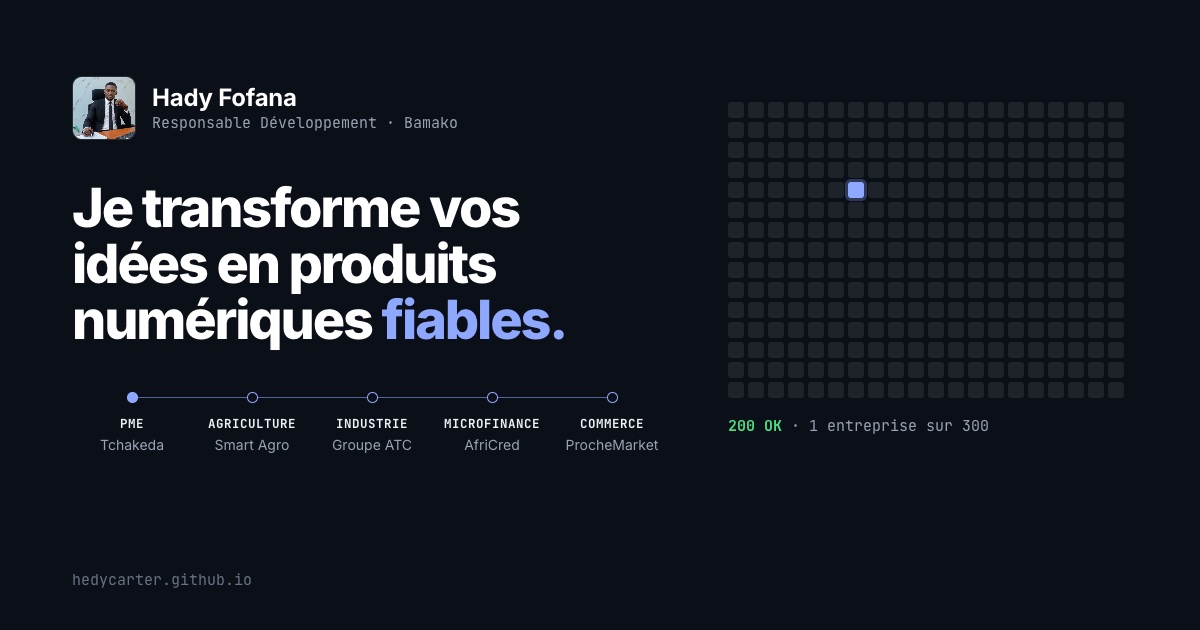 Hady Fofana
Responsable Développement · Bamako
Je transforme vos
idées en produits
numériques fiables.
PME
Tchakeda
AGRICULTURE
Smart Agro
INDUSTRIE
Groupe ATC
MICROFINANCE
AfriCred
COMMERCE
ProcheMarket
200 OK · 1 entreprise sur 300
hedycarter.github.io